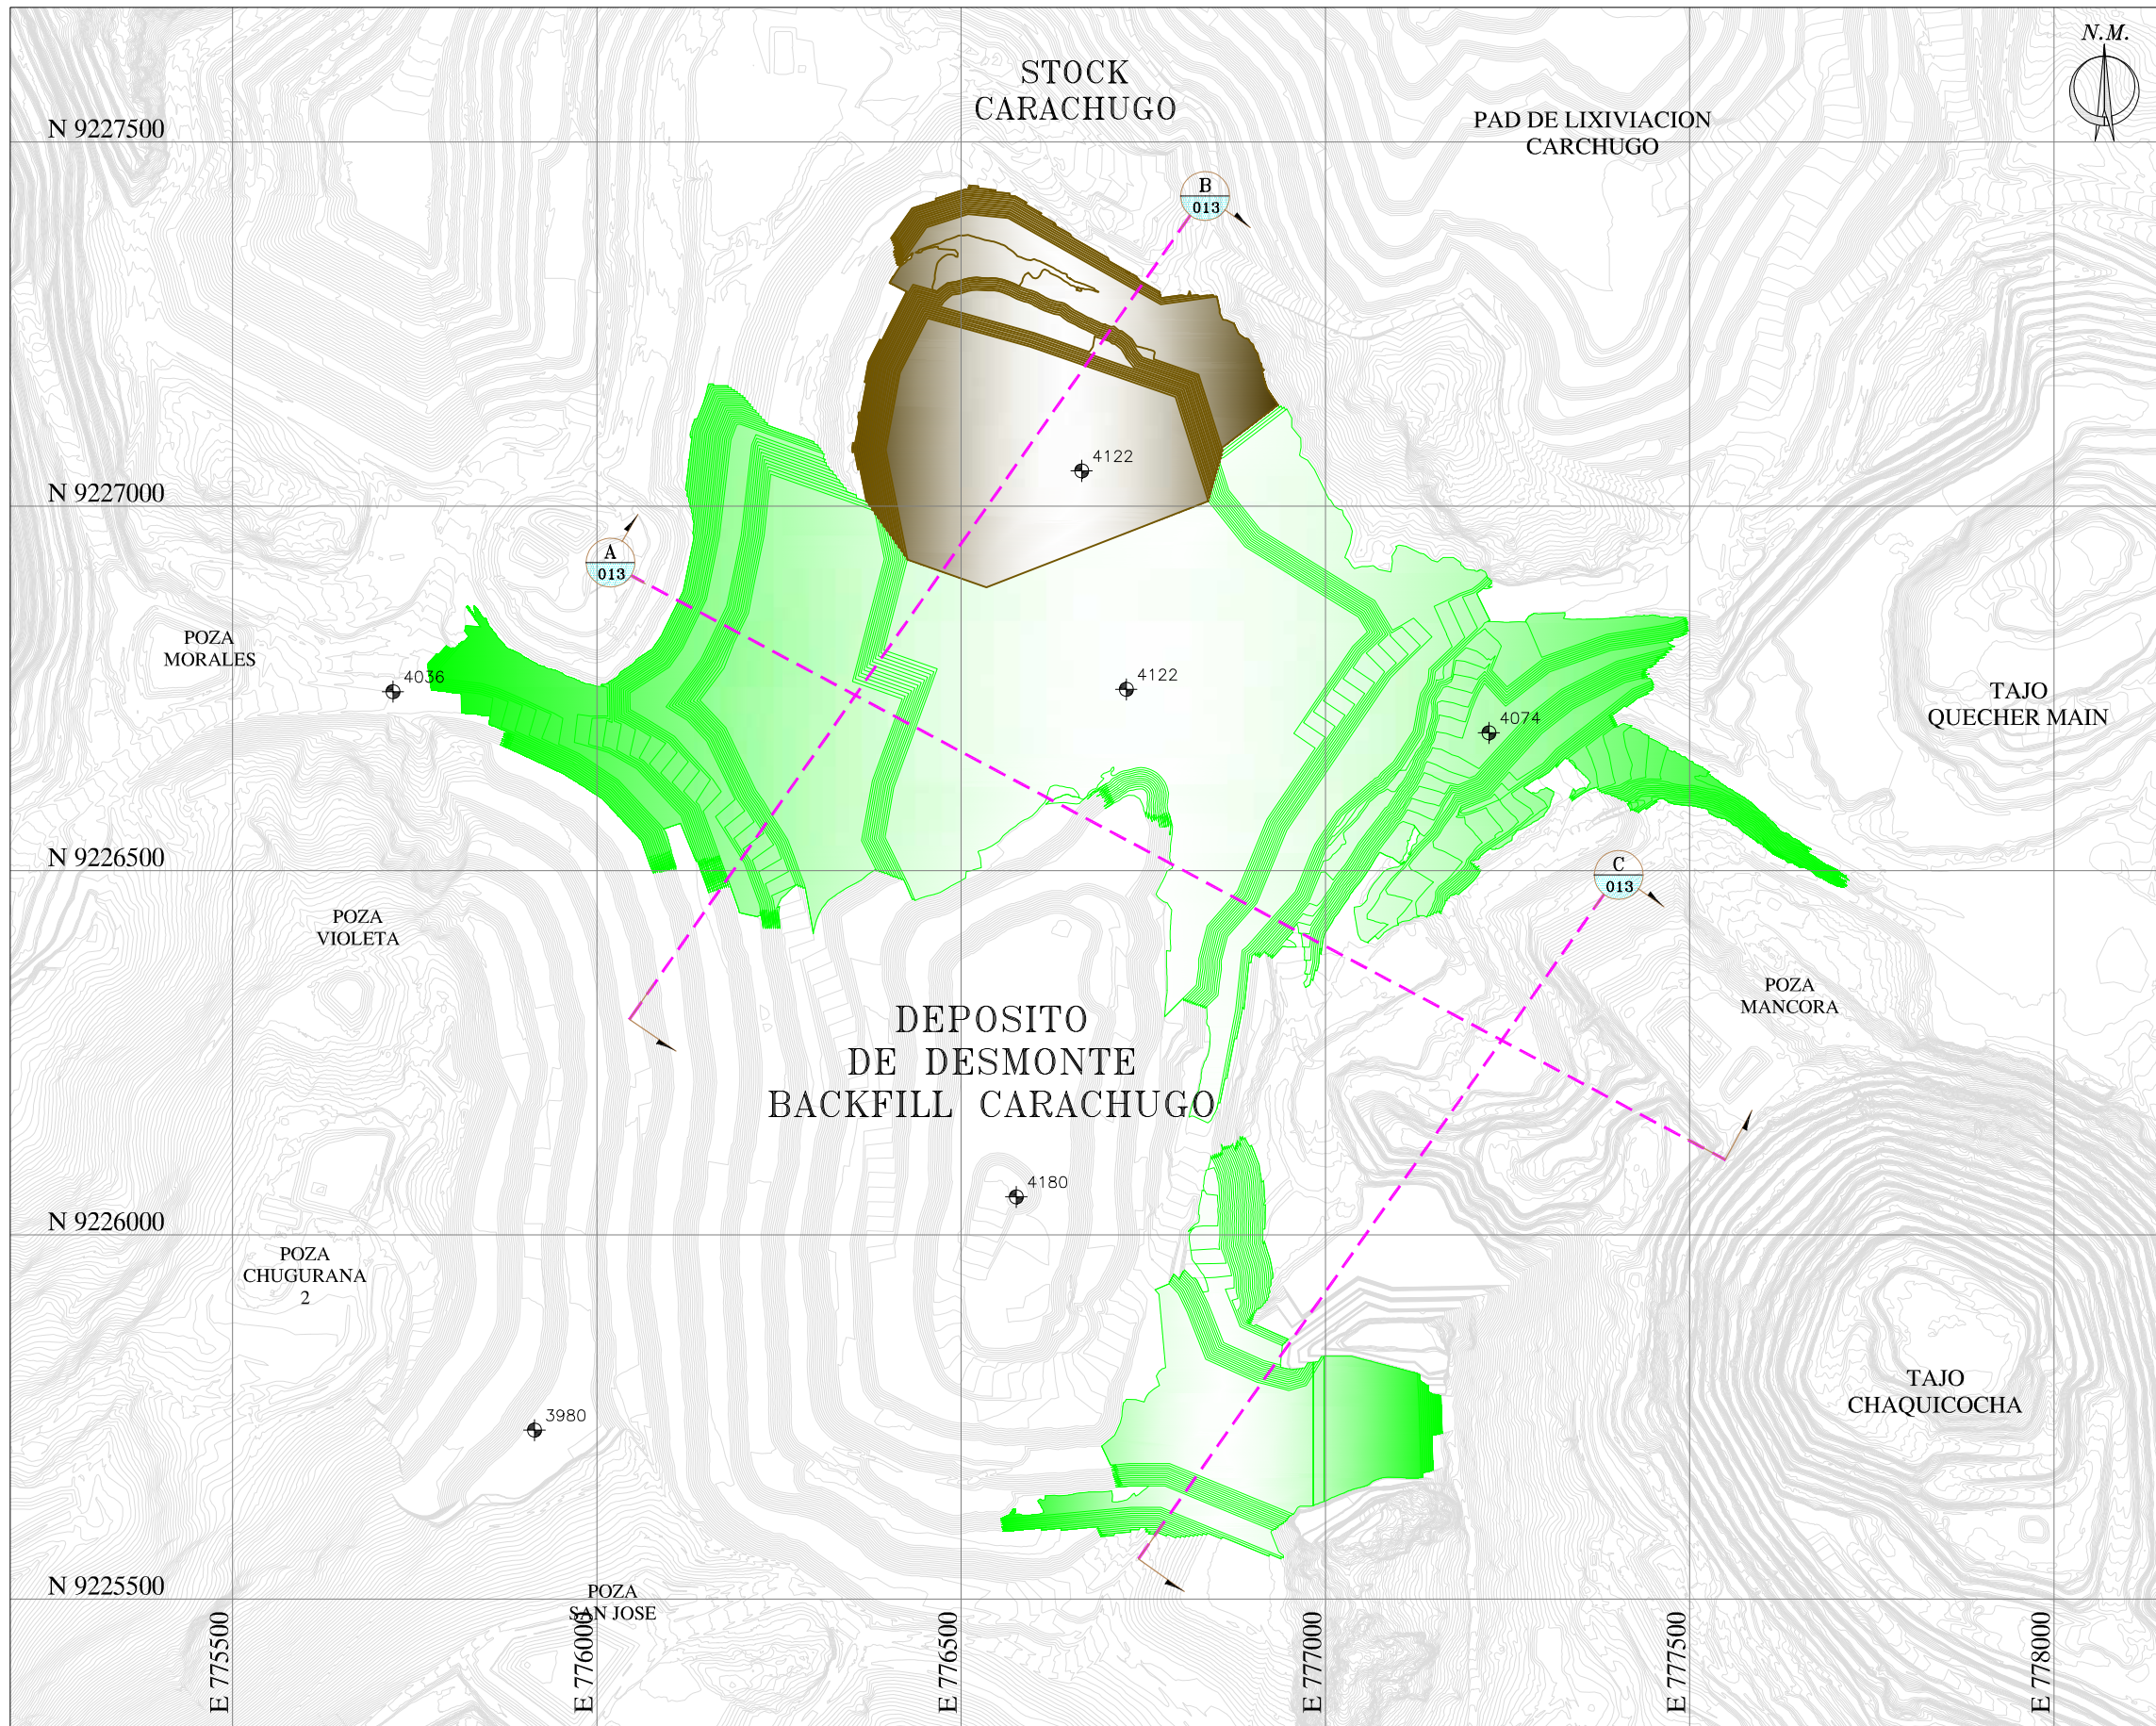 N.M.
STOCK
CARACHUGO
PAD DE LIXIVIACION
CARCHUGO
N 9227500
B
013
4122
N 9227000
A
013
POZA
MORALES
4036
4122
4074
TAJO
QUECHER MAIN
N 9226500
C
013
POZA
VIOLETA
POZA
MANCORA
DEPOSITO
DE DESMONTE
BACKFILL CARACHUGO
4180
N 9226000
POZA
CHUGURANA
2
TAJO
CHAQUICOCHA
3980
N 9225500
POZA
SAN JOSE
E 775500
E 776000
E 776500
E 777000
E 777500
E 778000